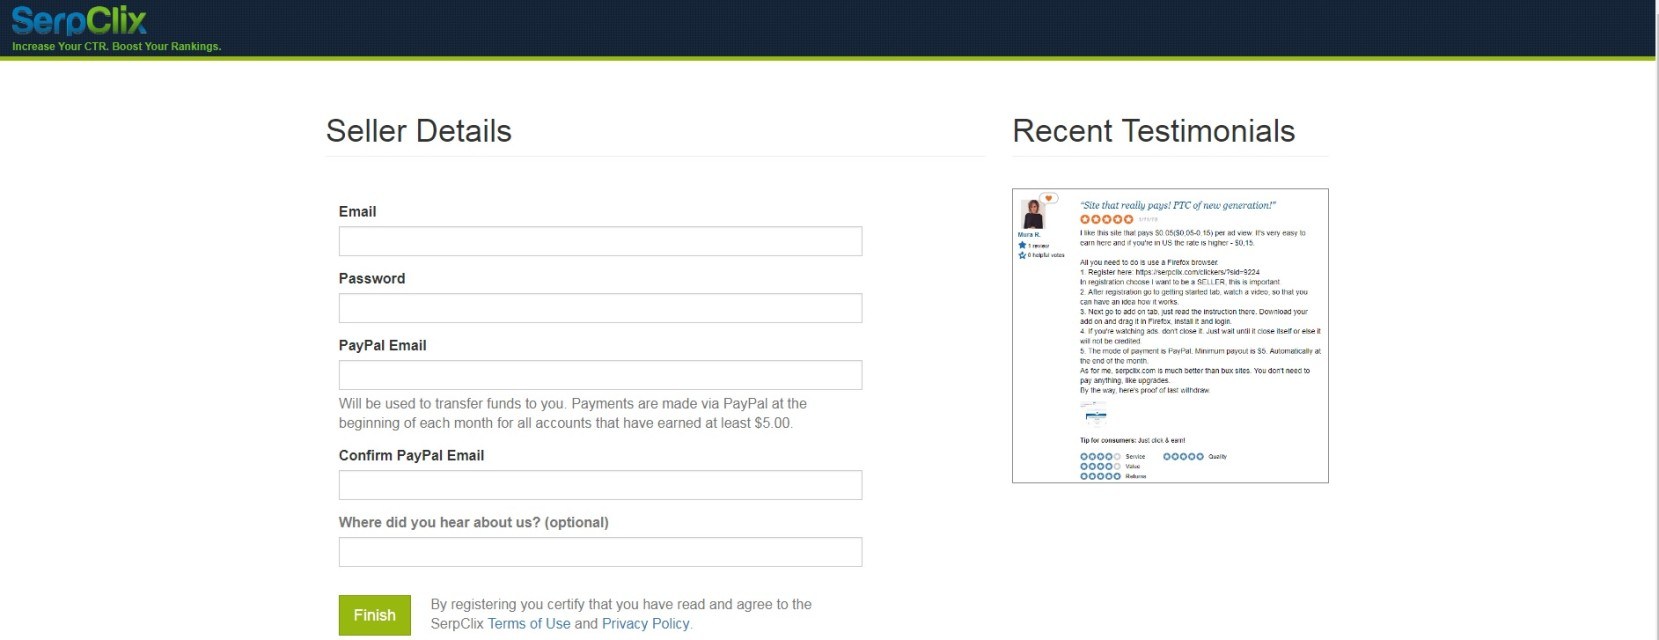 SerpClix
Increase Your CTR. Boost Your Rankings.
Seller Details
Email
Password
PayPal Email
Will be used to transfer funds to you. Payments are made via PayPal at the
beginning of each month for all accounts that have earned at least $5.00.
Confirm PayPal Email
Where did you hear about us? (optional)
Finish
By registering you certify that you have read and agree to the
SerpClix Terms of Use and Privacy Policy.
Recent Testimonials
"Site that really pays! PTC of new generation!"
Mura R.
1 review
0 helpful votes
I like this site that pays $0.05($0,05-0,15) per ad view. It's very easy to
earn here and if you're in US the rate is higher - $0,15.
All you need to do is use a Firefox browser.
1. Register here: https://serpclix.com/clickers/?sid=9224
In registration choose I want to be a SELLER, this is important.
2. After registration go to getting started tab, watch a video, so that you
can have an idea how it works.
3. Next go to add on tab, just read the instruction there. Download your
add on and drag it in Firefox, install it and login.
4. If you're watching ads, don't close it. Just wait until it close itself or else it
will not be credited.
5. The mode of payment is PayPal. Minimum payout is $5. Automatically at
the end of the month.
As for me, serpclix.com is much better than bux sites. You don't need to
pay anything, like upgrades.
By the way, here's proof of last withdraw.
Tip for consumers: Just click & earn!
Service
Quality
Value
Returns